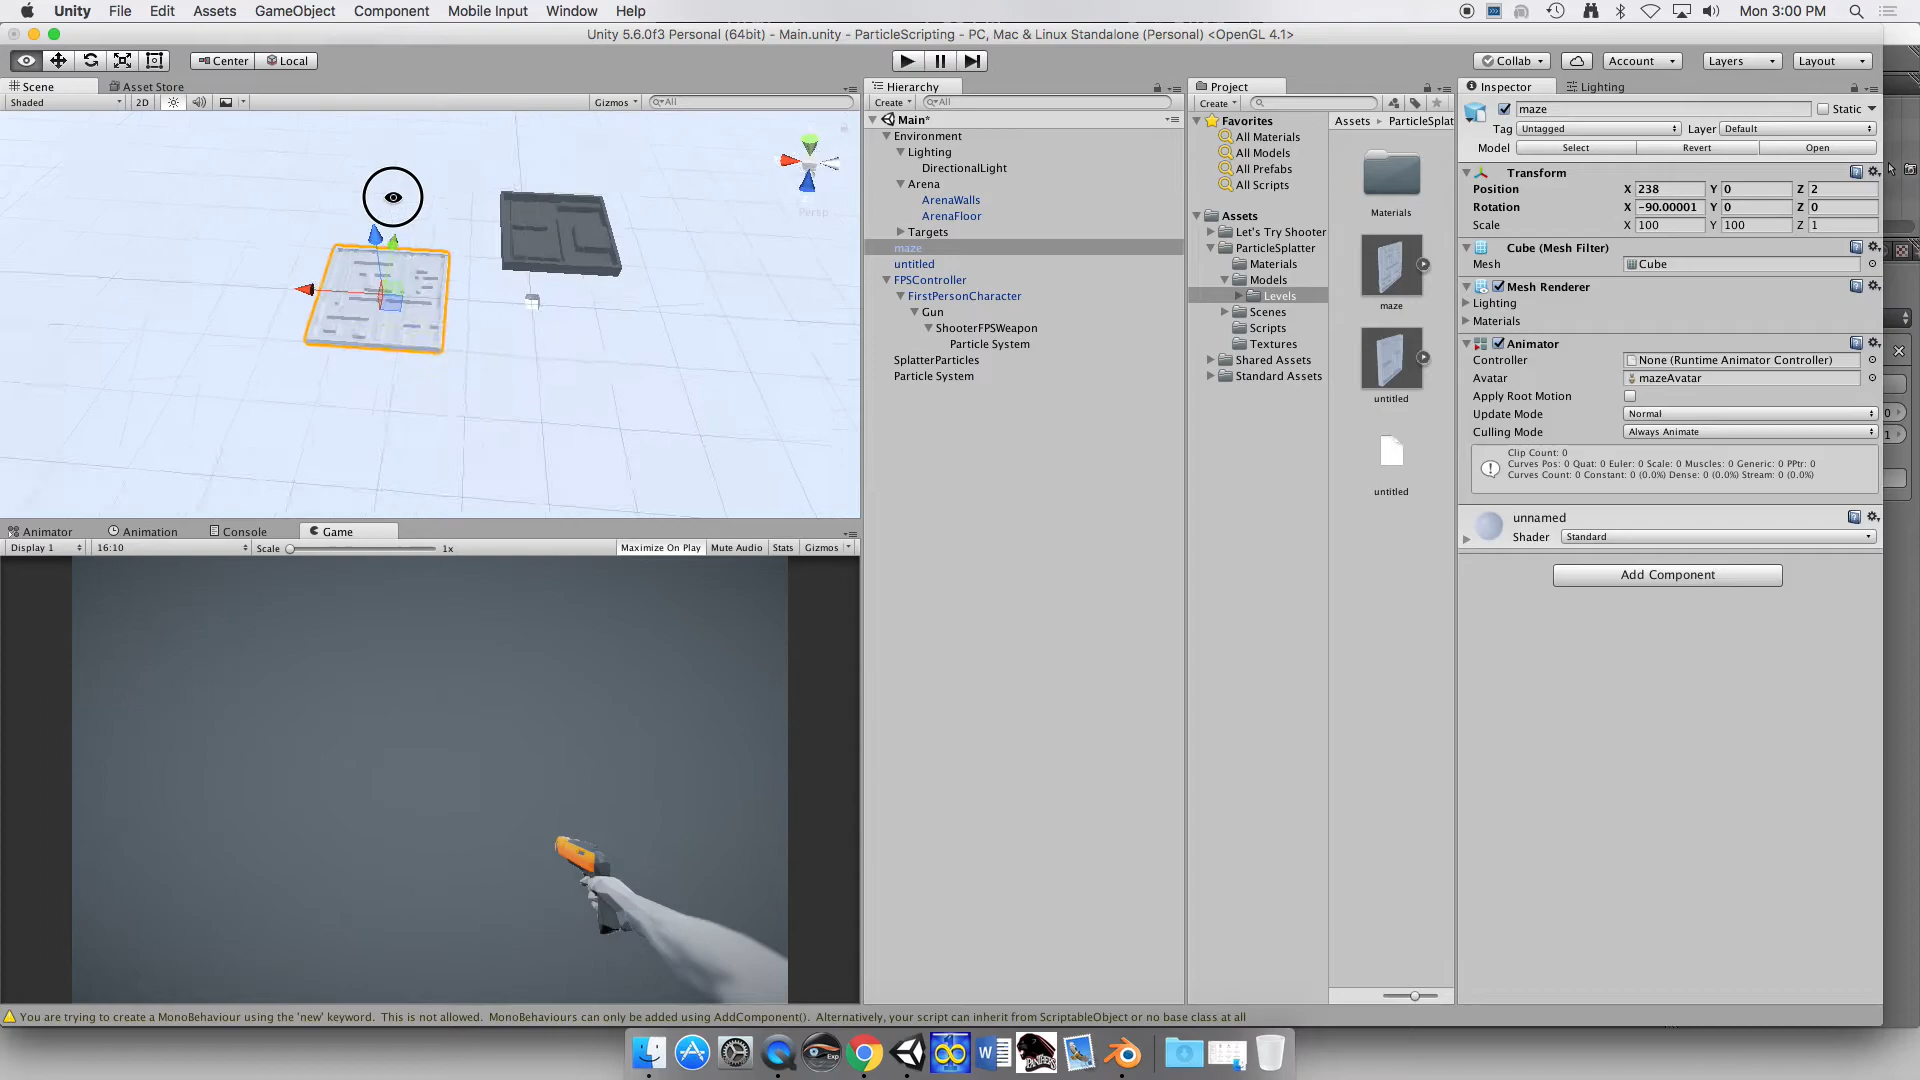 Unity File Edit Assets GameObject Component Mobile Input Window Help Mon 3:00 PM
Unity 5.6.0f3 Personal (64bit) - Main.unity - ParticleScripting - PC, Mac & Linux Standalone (Personal) <OpenGL 4.1>
Center Local Collab Account Layers Layout
Scene Asset Store
Shaded 2D Gizmos All
Persp
Hierarchy
Create All
Main*
Environment
Lighting
DirectionalLight
Arena
ArenaWalls
ArenaFloor
Targets
maze
untitled
FPSController
FirstPersonCharacter
Gun
ShooterFPSWeapon
Particle System
SplatterParticles
Particle System
Project
Create
Favorites
All Materials
All Models
All Prefabs
All Scripts
Assets
Let's Try Shooter
ParticleSplatter
Materials
Models
Levels
Scenes
Scripts
Textures
Shared Assets
Standard Assets
Assets ParticleSplat
Materials
maze
untitled
untitled
Inspector Lighting
maze Static
Tag Untagged Layer Default
Model Select Revert Open
Transform
Position X 238 Y 0 Z 2
Rotation X -90.00001 Y 0 Z 0
Scale X 100 Y 100 Z 1
Cube (Mesh Filter)
Mesh Cube
Mesh Renderer
Lighting
Materials
Animator
Controller None (Runtime Animator Controller)
Avatar mazeAvatar
Apply Root Motion
Update Mode Normal
Culling Mode Always Animate
Clip Count: 0
Curves Pos: 0 Quat: 0 Euler: 0 Scale: 0 Muscles: 0 Generic: 0 PPtr: 0
Curves Count: 0 Constant: 0 (0.0%) Dense: 0 (0.0%) Stream: 0 (0.0%)
unnamed
Shader Standard
Add Component
Animator Animation Console Game
Display 1 16:10 Scale 1x Maximize On Play Mute Audio Stats Gizmos
You are trying to create a MonoBehaviour using the 'new' keyword. This is not allowed. MonoBehaviours can only be added using AddComponent(). Alternatively, your script can inherit from ScriptableObject or no base class at all
Exp
PANTHERS